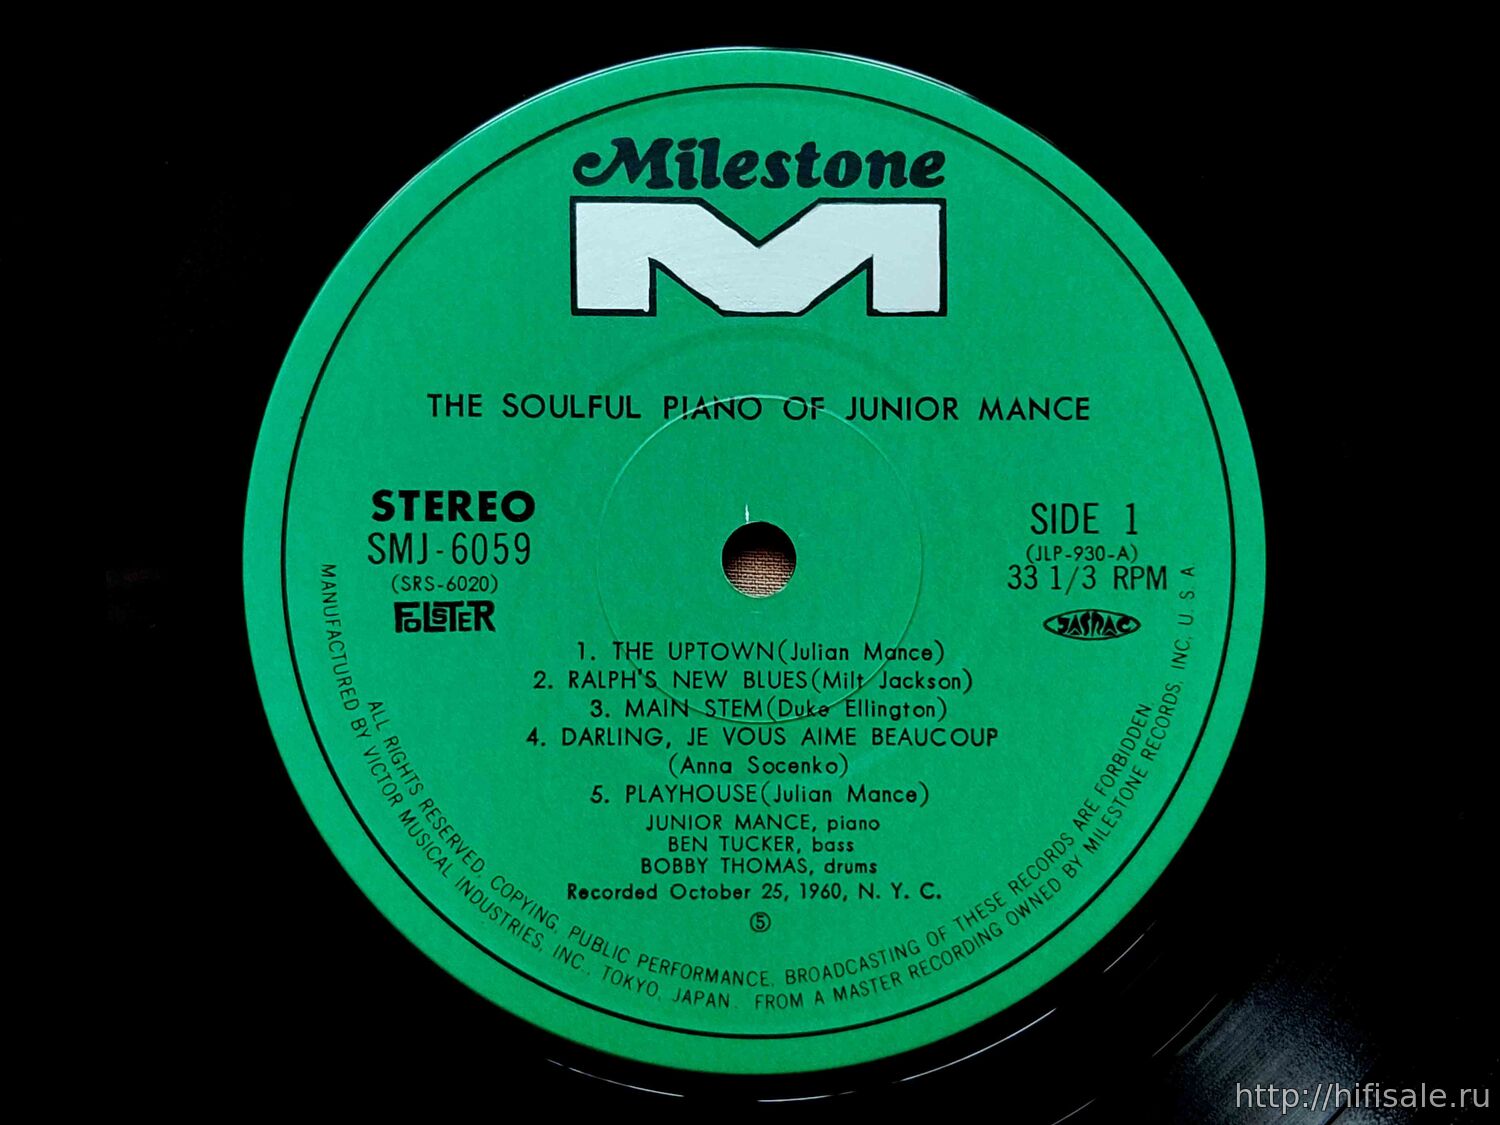 Milestone
THE SOULFUL PIANO OF JUNIOR MANCE
STEREO
SMJ-6059
(SRS-6020)
FOLSTER
SIDE 1
(JLP-930-A)
33 1/3 RPM
JASRAC
1. THE UPTOWN(Julian Mance)
2. RALPH'S NEW BLUES(Milt Jackson)
3. MAIN STEM(Duke Ellington)
4. DARLING, JE VOUS AIME BEAUCOUP
(Anna Socenko)
5. PLAYHOUSE(Julian Mance)
JUNIOR MANCE, piano
BEN TUCKER, bass
BOBBY THOMAS, drums
Recorded October 25, 1960, N. Y. C.
⑤
ALL RIGHTS RESERVED, COPYING, PUBLIC PERFORMANCE, BROADCASTING OF THESE RECORDS ARE FORBIDDEN.
MANUFACTURED BY VICTOR MUSICAL INDUSTRIES, INC., TOKYO, JAPAN. FROM A MASTER RECORDING OWNED BY MILESTONE RECORDS, INC, U. S. A
http://hifisale.ru